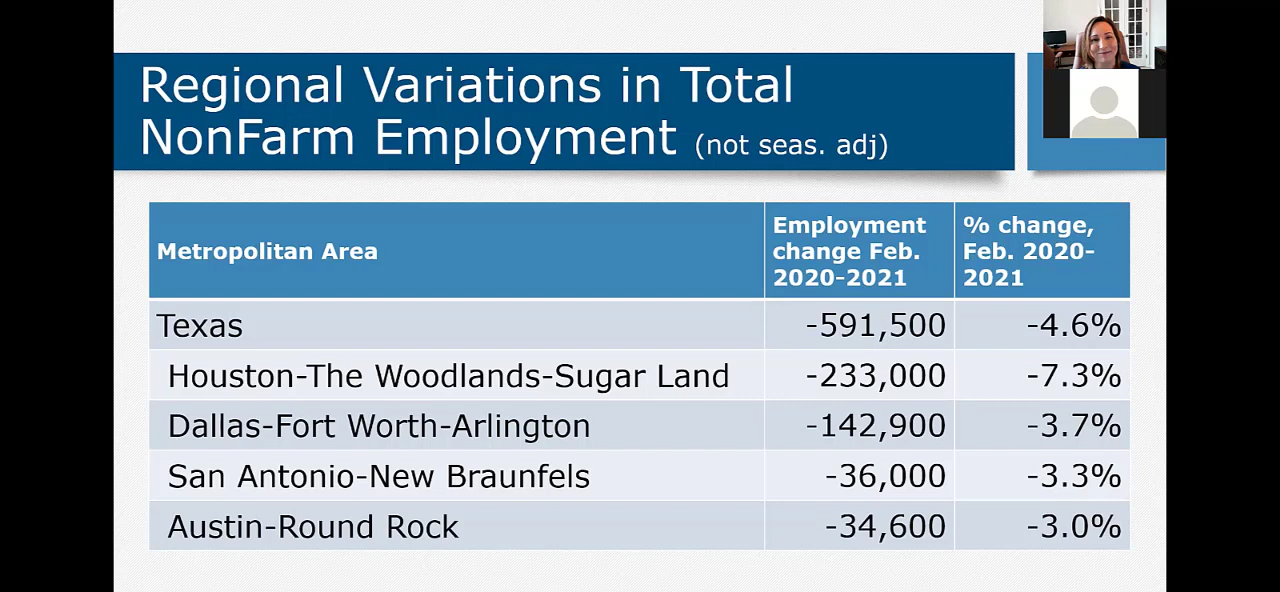 Regional Variations in Total
NonFarm Employment (not seas. adj)
Metropolitan Area
Employment
change Feb.
2020-2021
% change,
Feb. 2020-
2021
Texas -591,500 -4.6%
Houston-The Woodlands-Sugar Land -233,000 -7.3%
Dallas-Fort Worth-Arlington -142,900 -3.7%
San Antonio-New Braunfels -36,000 -3.3%
Austin-Round Rock -34,600 -3.0%